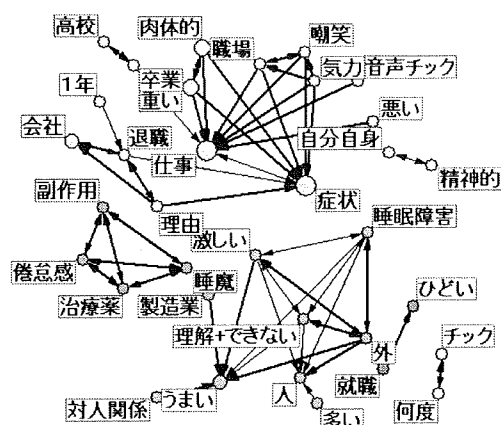 高校
肉体的
職場
嘲笑
卒業
気力
音声チック
重い
1年
悪い
会社
退職
仕事
自分自身
精神的
副作用
理由
症状
激しい
睡眠障害
倦怠感
治療薬
製造業
睡魔
ひどい
理解+できない
外
チック
対人関係
うまい
人
就職
多い
何度